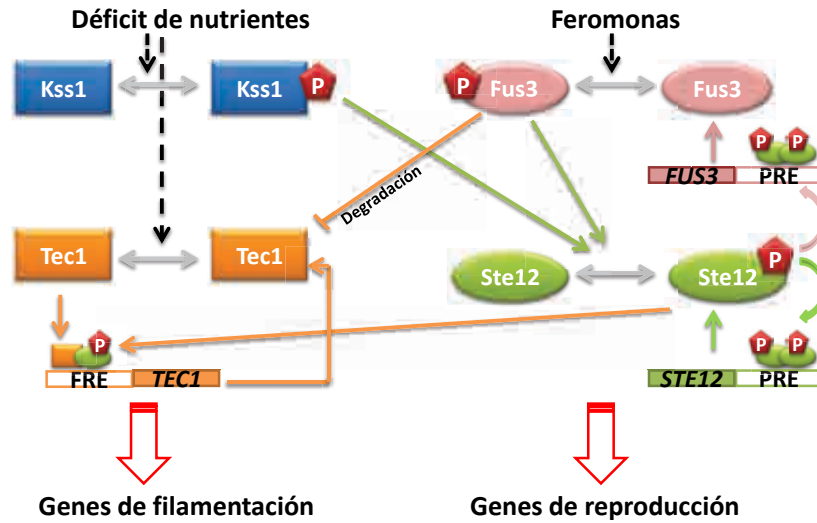 Déficit de nutrientes
Feromonas
Kss1
Kss1
P
P
Fus3
Fus3
P
P
FUS3
PRE
Degradación
Tec1
Tec1
Ste12
Ste12
P
P
P
P
FRE
TEC1
STE12
PRE
Genes de filamentación
Genes de reproducción